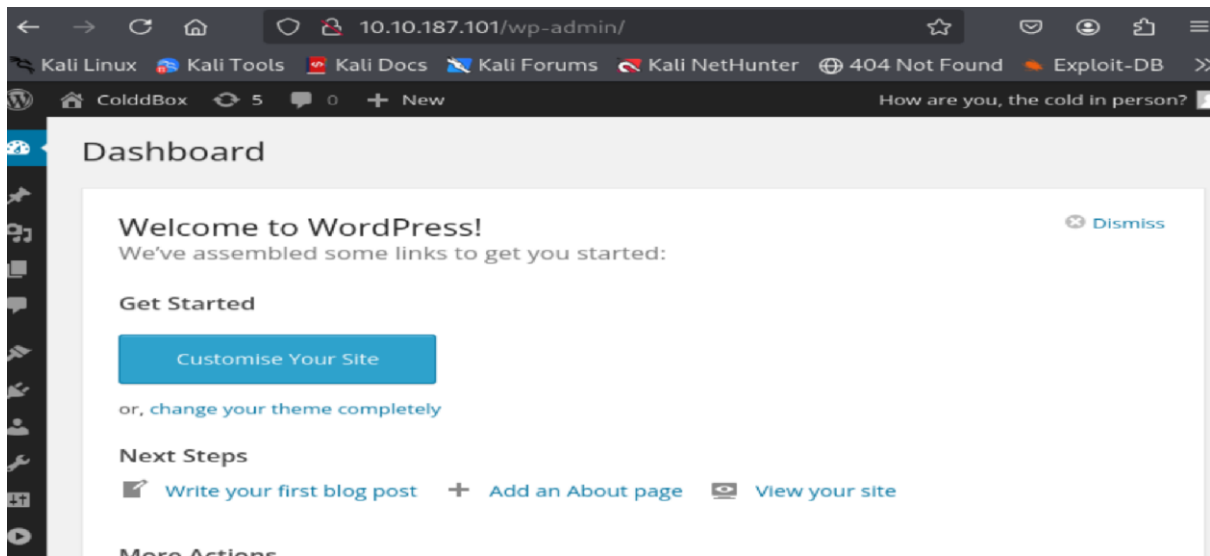 10.10.187.101/wp-admin/
Kali Linux Kali Tools Kali Docs Kali Forums Kali NetHunter 404 Not Found Exploit-DB
ColddBox 5 0 New How are you, the cold in person?
Dashboard
Welcome to WordPress! Dismiss
We've assembled some links to get you started:
Get Started
Customise Your Site
or, change your theme completely
Next Steps
Write your first blog post Add an About page View your site
More Actions